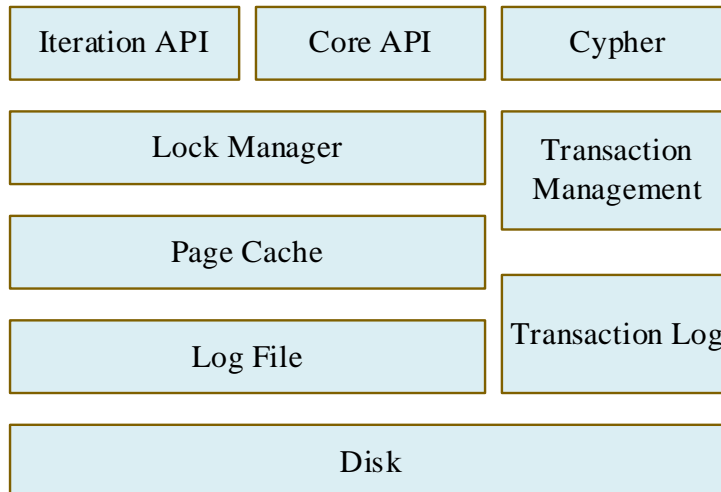 Iteration API
Core API
Cypher
Lock Manager
Transaction
Management
Page Cache
Transaction Log
Log File
Disk